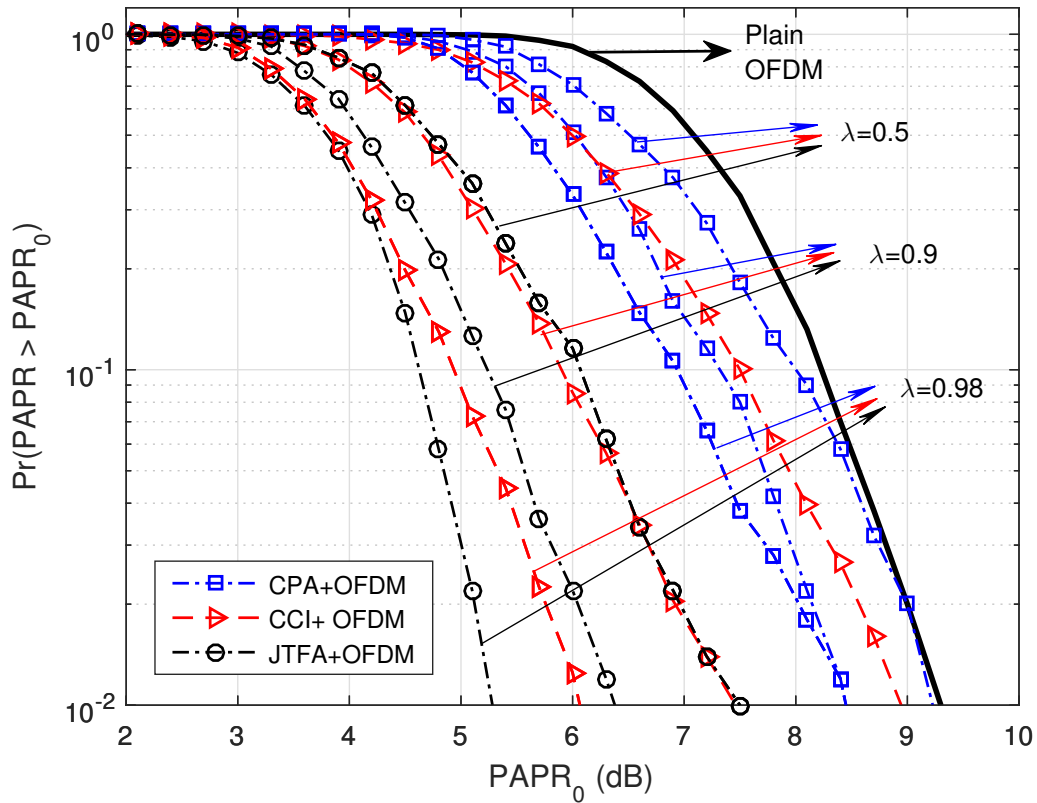 10^0
10^-1
10^-2
Pr(PAPR > PAPR_0)
Plain
OFDM
λ=0.5
λ=0.9
λ=0.98
CPA+OFDM
CCI+ OFDM
JTFA+OFDM
2 3 4 5 6 7 8 9 10
PAPR_0 (dB)